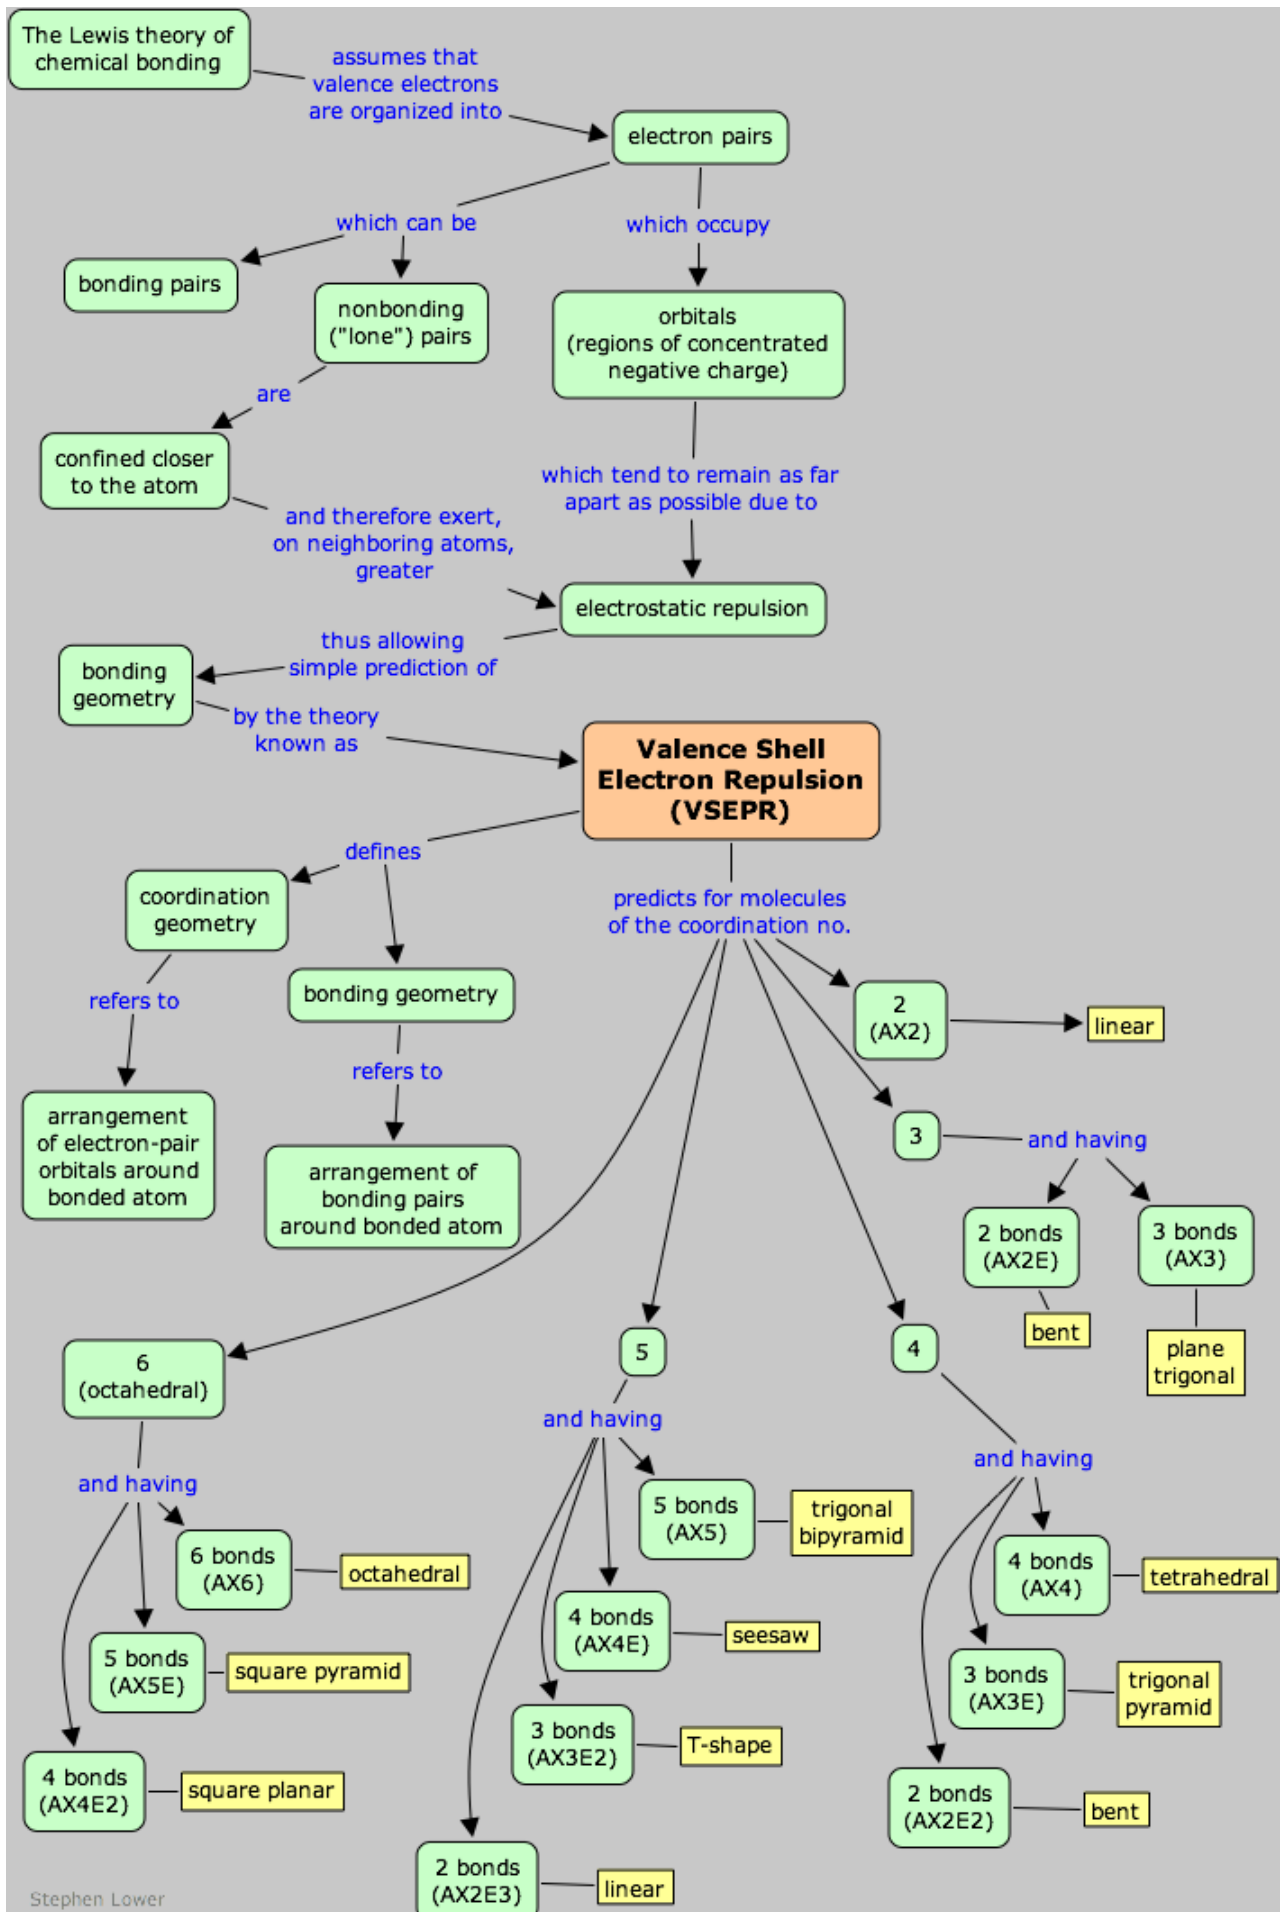 The Lewis theory of
chemical bonding
assumes that
valence electrons
are organized into
electron pairs
which can be
which occupy
bonding pairs
nonbonding
("lone") pairs
orbitals
(regions of concentrated
negative charge)
are
confined closer
to the atom
which tend to remain as far
apart as possible due to
and therefore exert,
on neighboring atoms,
greater
electrostatic repulsion
thus allowing
simple prediction of
bonding
geometry
by the theory
known as
Valence Shell
Electron Repulsion
(VSEPR)
defines
coordination
geometry
predicts for molecules
of the coordination no.
bonding geometry
refers to
refers to
arrangement
of electron-pair
orbitals around
bonded atom
arrangement of
bonding pairs
around bonded atom
2
(AX2)
linear
3
and having
2 bonds
(AX2E)
3 bonds
(AX3)
bent
plane
trigonal
6
(octahedral)
5
4
and having
and having
and having
6 bonds
(AX6)
octahedral
5 bonds
(AX5E)
square pyramid
4 bonds
(AX4E2)
square planar
5 bonds
(AX5)
trigonal
bipyramid
4 bonds
(AX4E)
seesaw
3 bonds
(AX3E2)
T-shape
2 bonds
(AX2E3)
linear
4 bonds
(AX4)
tetrahedral
3 bonds
(AX3E)
trigonal
pyramid
2 bonds
(AX2E2)
bent
Stephen Lower